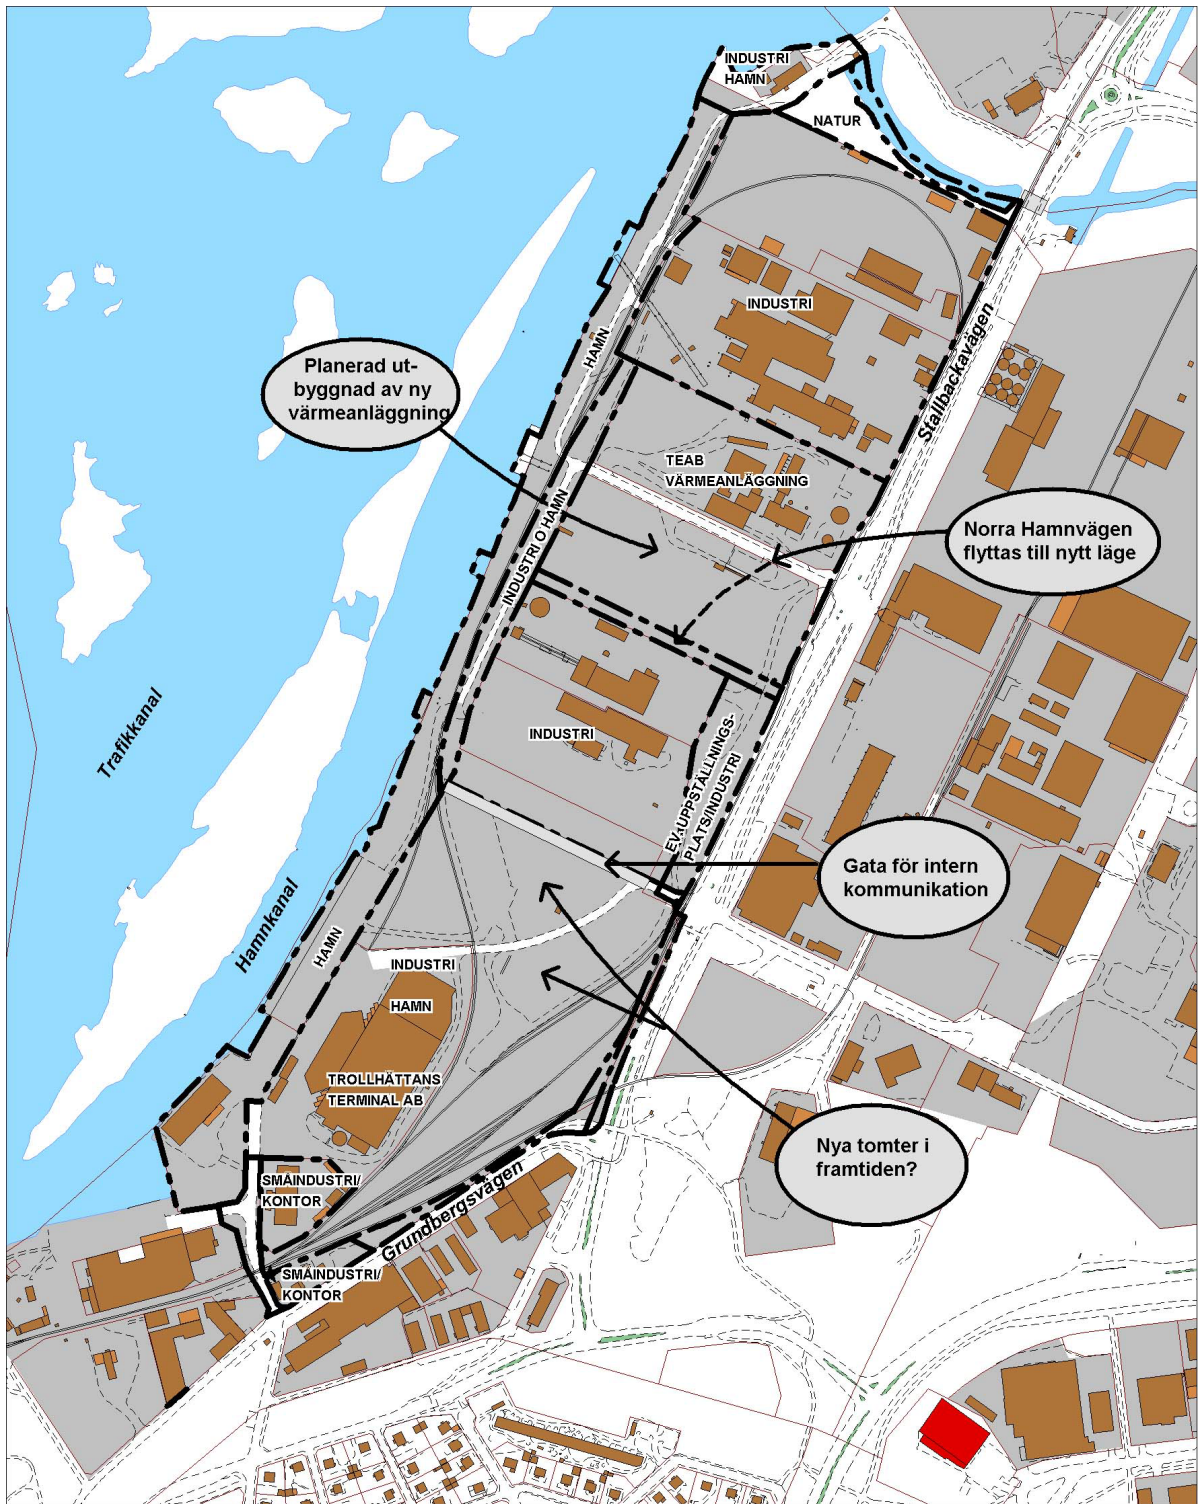 INDUSTRI
HAMN
NATUR
INDUSTRI
HAMN
Stallbackavägen
Planerad ut-
byggnad av ny
värmeanläggning
TEAB
VÄRMEANLÄGGNING
INDUSTRI O HAMN
Norra Hamnvägen
flyttas till nytt läge
Trafikkanal
INDUSTRI
EV. UPPSTÄLLNINGS-
PLATS/INDUSTRI
Gata för intern
kommunikation
Hamnkanal
HAMN
INDUSTRI
HAMN
TROLLHÄTTANS
TERMINAL AB
Nya tomter i
framtiden?
SMÅINDUSTRI/
KONTOR
Grundbergsvägen
SMÅINDUSTRI/
KONTOR